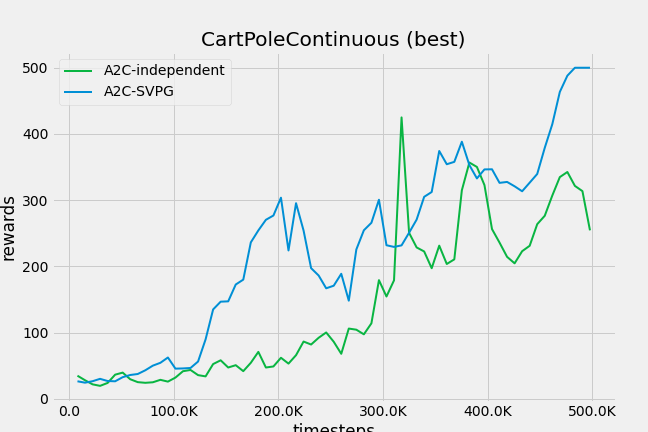 CartPoleContinuous (best)
A2C-independent
A2C-SVPG
500
400
300
200
100
0
rewards
0.0 100.0K 200.0K 300.0K 400.0K 500.0K
timesteps